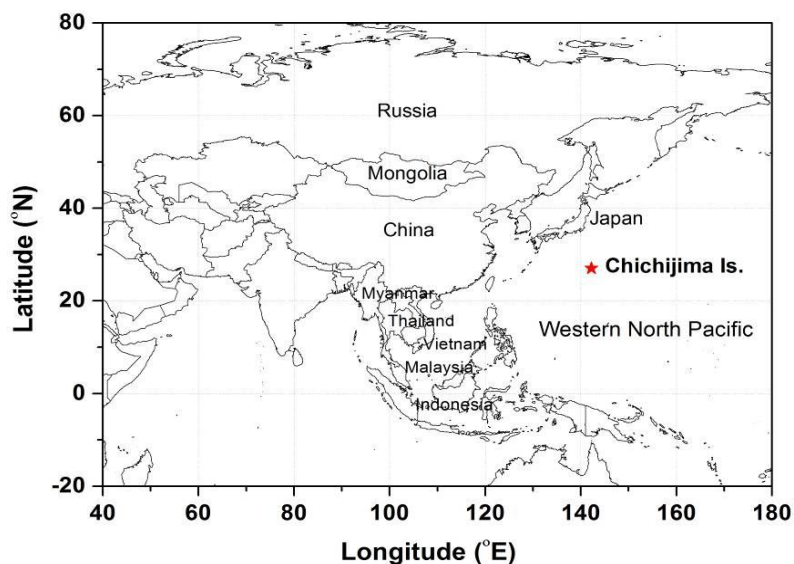 80
60
40
20
0
-20
Latitude (°N)
Russia
Mongolia
China
Japan
Chichijima Is.
Myanmar
Thailand
Vietnam
Western North Pacific
Malaysia
Indonesia
40 60 80 100 120 140 160 180
Longitude (°E)